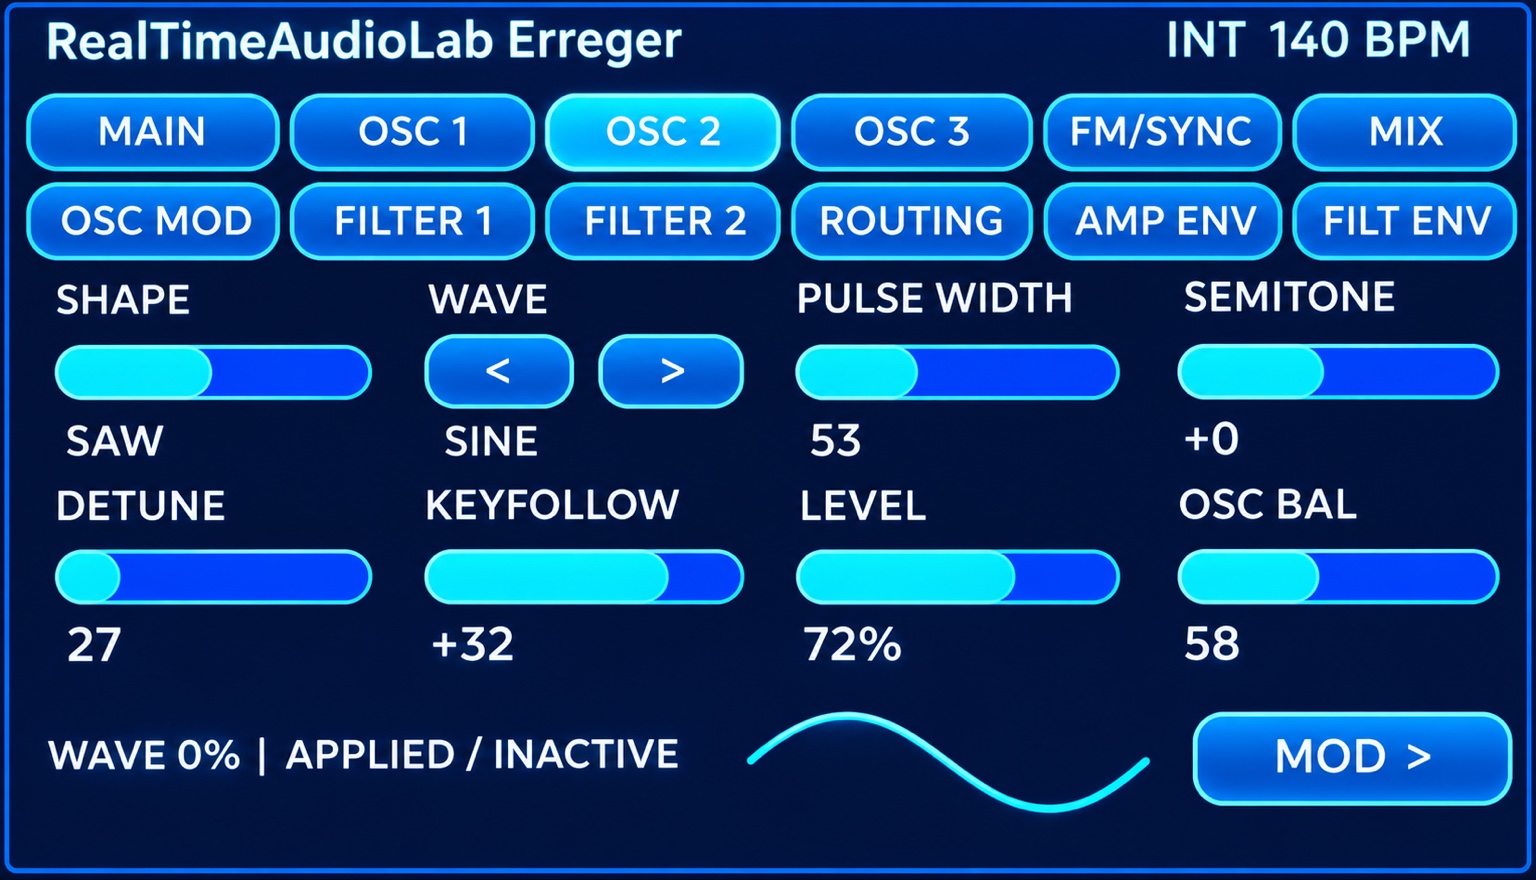 RealTimeAudioLab Erreger INT 140 BPM
MAIN OSC 1 OSC 2 OSC 3 FM/SYNC MIX
OSC MOD FILTER 1 FILTER 2 ROUTING AMP ENV FILT ENV
SHAPE WAVE PULSE WIDTH SEMITONE
< >
SAW SINE 53 +0
DETUNE KEYFOLLOW LEVEL OSC BAL
27 +32 72% 58
WAVE 0% | APPLIED / INACTIVE MOD >